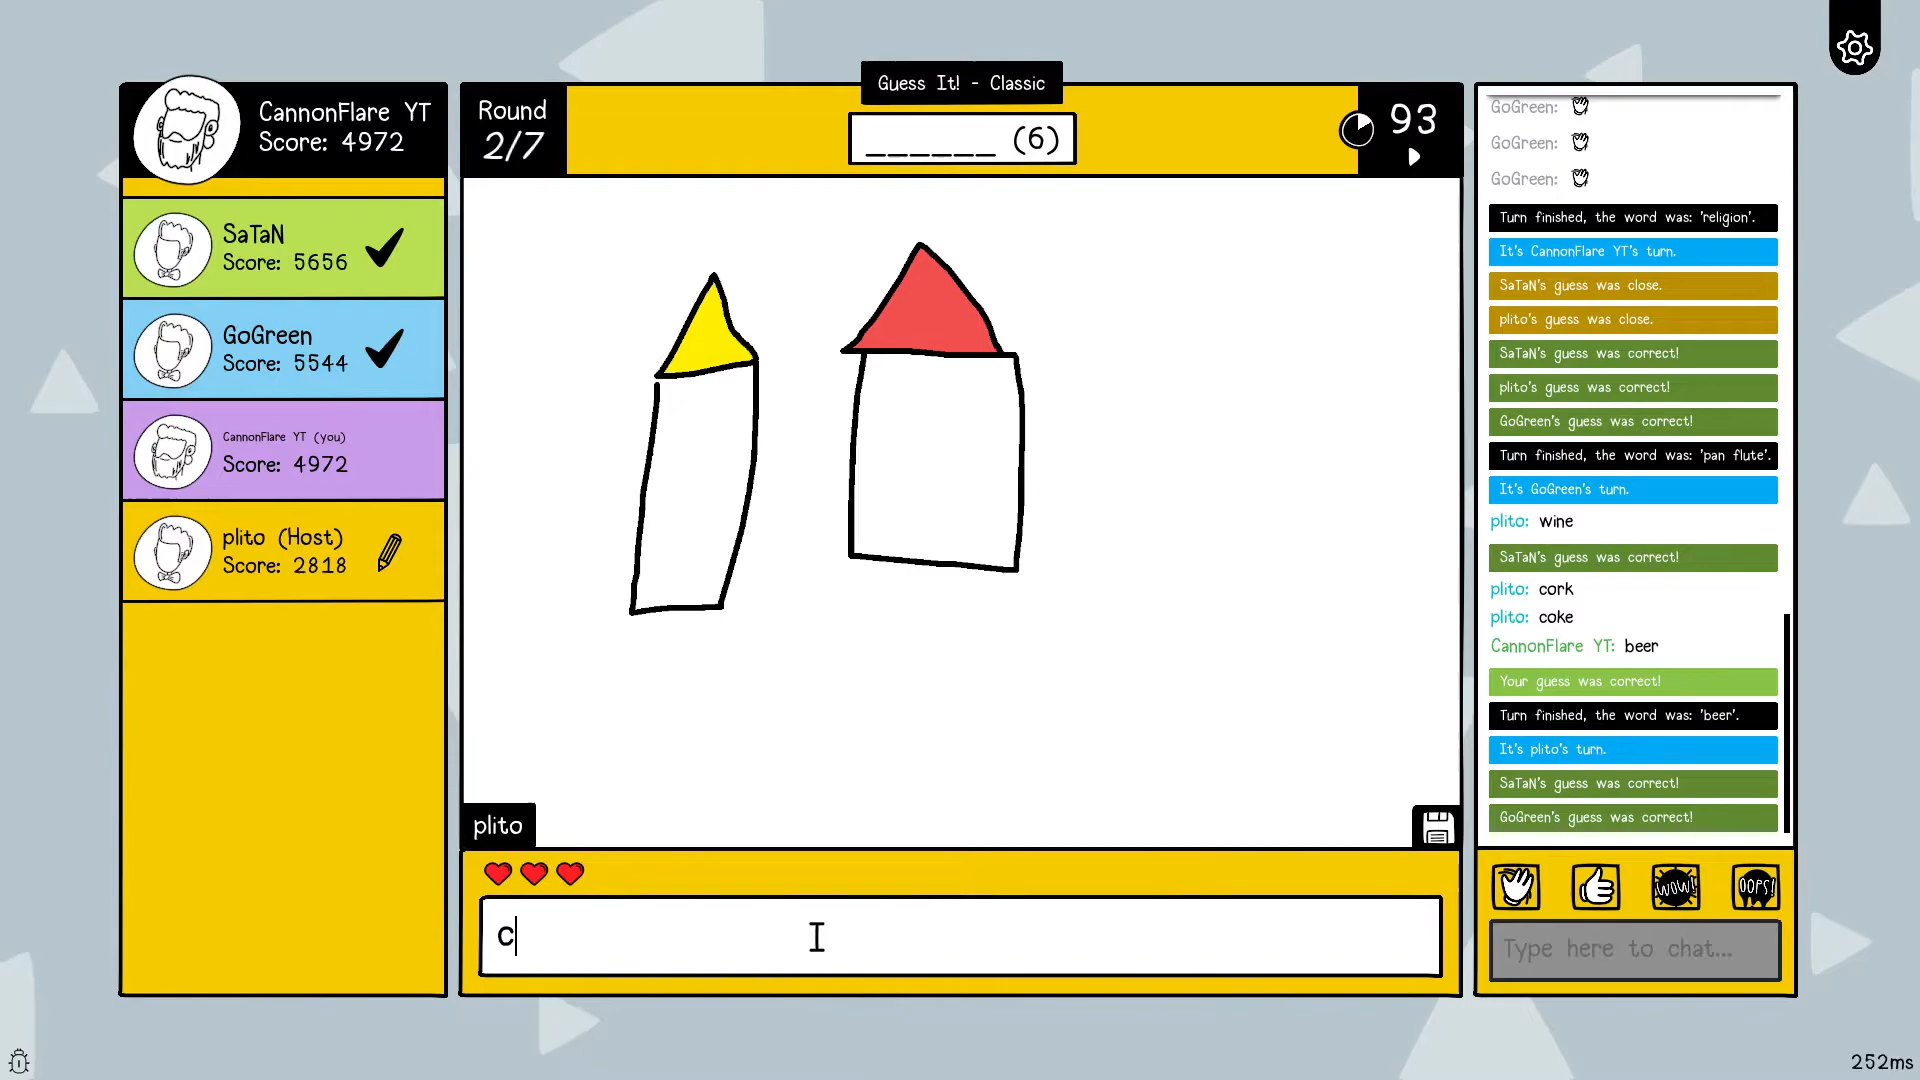 CannonFlare YT
Score: 4972
SaTaN
Score: 5656
GoGreen
Score: 5544
CannonFlare YT (you)
Score: 4972
plito (Host)
Score: 2818
Round
2/7
Guess It! - Classic
______ (6)
93
plito
c
GoGreen:
GoGreen:
GoGreen:
Turn finished, the word was: 'religion'.
It's CannonFlare YT's turn.
SaTaN's guess was close.
plito's guess was close.
SaTaN's guess was correct!
plito's guess was correct!
GoGreen's guess was correct!
Turn finished, the word was: 'pan flute'.
It's GoGreen's turn.
plito: wine
SaTaN's guess was correct!
plito: cork
plito: coke
CannonFlare YT: beer
Your guess was correct!
Turn finished, the word was: 'beer'.
It's plito's turn.
SaTaN's guess was correct!
GoGreen's guess was correct!
WOW!
OOPS!
Type here to chat...
252ms